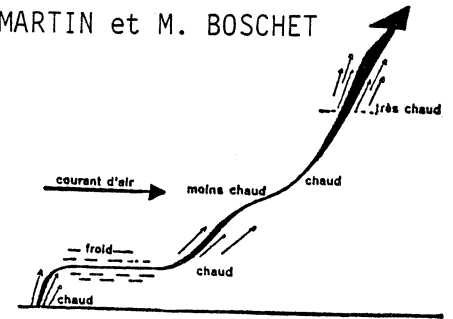 MARTIN et M. BOSCHET
très chaud
courant d'air
moins chaud
chaud
froid
chaud
chaud